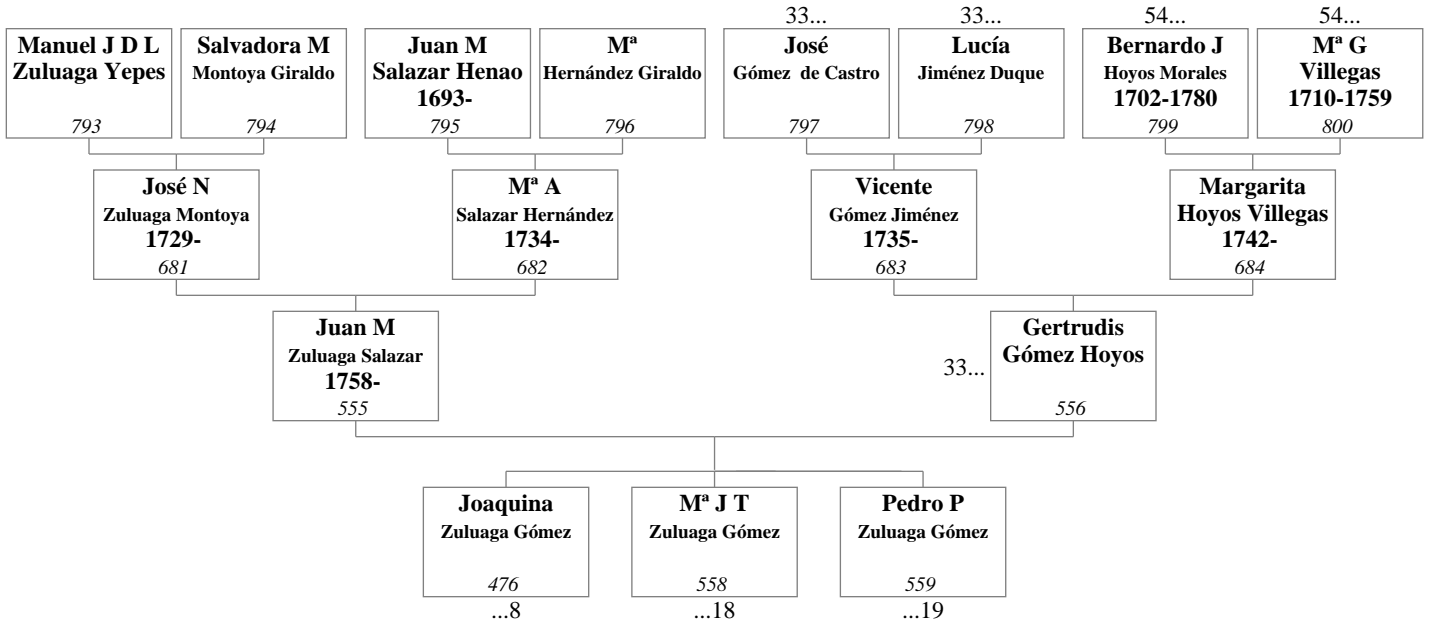 33...
33...
54...
54...
Manuel J D L
Zuluaga Yepes
793
Salvadora M
Montoya Giraldo
794
Juan M
Salazar Henao
1693-
795
Mª
Hernández Giraldo
796
José
Gómez de Castro
797
Lucía
Jiménez Duque
798
Bernardo J
Hoyos Morales
1702-1780
799
Mª G
Villegas
1710-1759
800
José N
Zuluaga Montoya
1729-
681
Mª A
Salazar Hernández
1734-
682
Vicente
Gómez Jiménez
1735-
683
Margarita
Hoyos Villegas
1742-
684
Juan M
Zuluaga Salazar
1758-
555
33...
Gertrudis
Gómez Hoyos
556
Joaquina
Zuluaga Gómez
476
...8
Mª J T
Zuluaga Gómez
558
...18
Pedro P
Zuluaga Gómez
559
...19